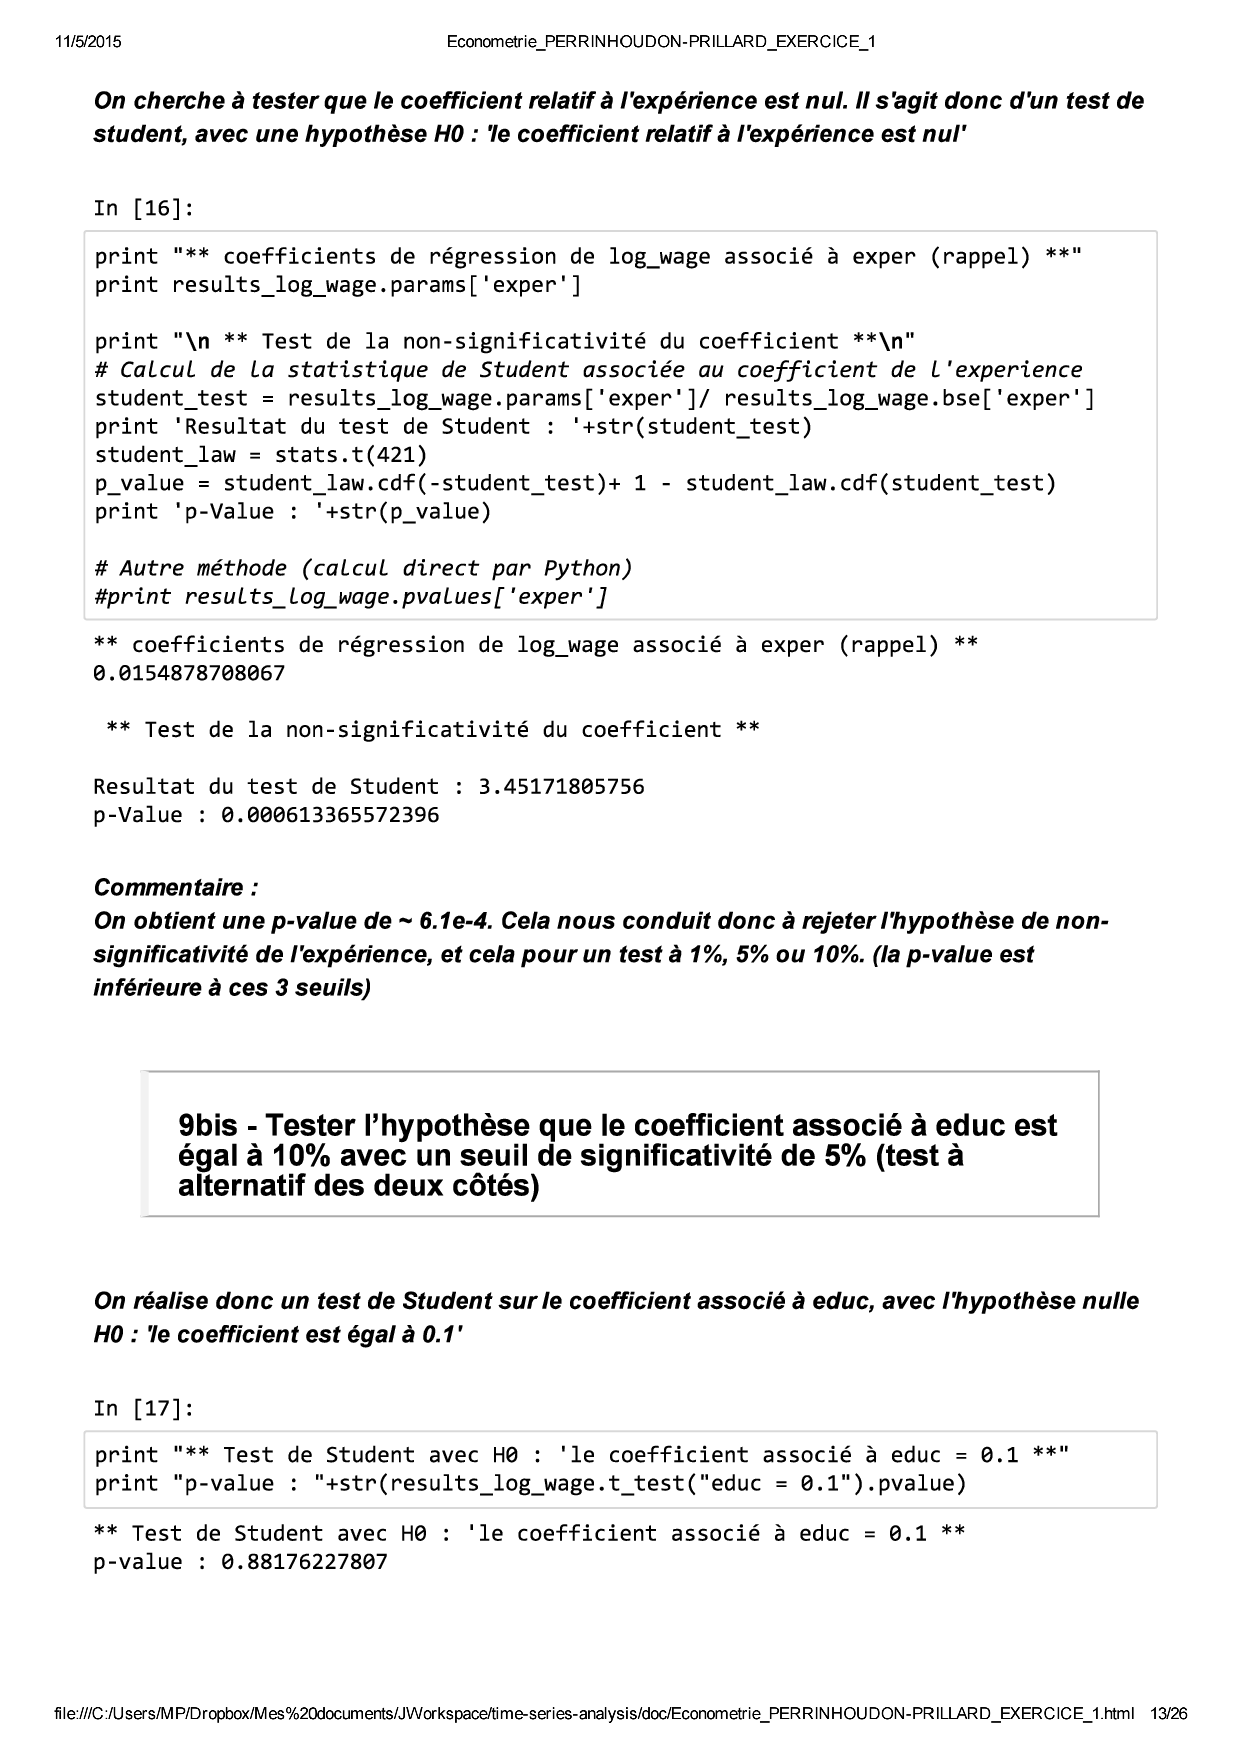 11/5/2015 Econometrie_PERRINHOUDON-PRILLARD_EXERCICE_1
On cherche à tester que le coefficient relatif à l'expérience est nul. Il s'agit donc d'un test de
student, avec une hypothèse H0 : 'le coefficient relatif à l'expérience est nul'
In [16]:
print "** coefficients de régression de log_wage associé à exper (rappel) **"
print results_log_wage.params['exper']
print "\n ** Test de la non-significativité du coefficient **\n"
# Calcul de la statistique de Student associée au coefficient de l'experience
student_test = results_log_wage.params['exper']/ results_log_wage.bse['exper']
print 'Resultat du test de Student : '+str(student_test)
student_law = stats.t(421)
p_value = student_law.cdf(-student_test)+ 1 - student_law.cdf(student_test)
print 'p-Value : '+str(p_value)
# Autre méthode (calcul direct par Python)
#print results_log_wage.pvalues['exper']
** coefficients de régression de log_wage associé à exper (rappel) **
0.0154878708067
** Test de la non-significativité du coefficient **
Resultat du test de Student : 3.45171805756
p-Value : 0.000613365572396
Commentaire :
On obtient une p-value de ~ 6.1e-4. Cela nous conduit donc à rejeter l'hypothèse de non-
significativité de l'expérience, et cela pour un test à 1%, 5% ou 10%. (la p-value est
inférieure à ces 3 seuils)
9bis - Tester l’hypothèse que le coefficient associé à educ est
égal à 10% avec un seuil de significativité de 5% (test à
alternatif des deux côtés)
On réalise donc un test de Student sur le coefficient associé à educ, avec l'hypothèse nulle
H0 : 'le coefficient est égal à 0.1'
In [17]:
print "** Test de Student avec H0 : 'le coefficient associé à educ = 0.1 **"
print "p-value : "+str(results_log_wage.t_test("educ = 0.1").pvalue)
** Test de Student avec H0 : 'le coefficient associé à educ = 0.1 **
p-value : 0.88176227807
file:///C:/Users/MP/Dropbox/Mes%20documents/JWorkspace/time-series-analysis/doc/Econometrie_PERRINHOUDON-PRILLARD_EXERCICE_1.html 13/26